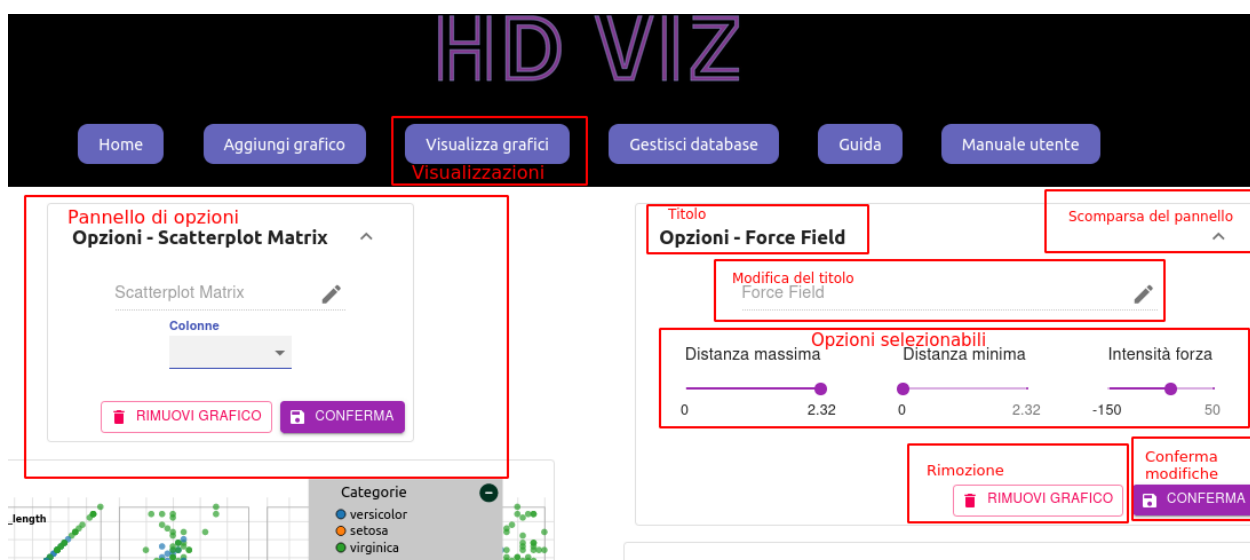 HD VIZ
Home
Aggiungi grafico
Visualizza grafici
Gestisci database
Guida
Manuale utente
Visualizzazioni
Pannello di opzioni
Opzioni - Scatterplot Matrix
Scatterplot Matrix
Colonne
RIMUOVI GRAFICO
CONFERMA
Titolo
Opzioni - Force Field
Scomparsa del pannello
Modifica del titolo
Force Field
Opzioni selezionabili
Distanza massima
Distanza minima
Intensità forza
0 2.32
0 2.32
-150 50
Rimozione
RIMUOVI GRAFICO
Conferma
modifiche
CONFERMA
_length
Categorie
versicolor
setosa
virginica